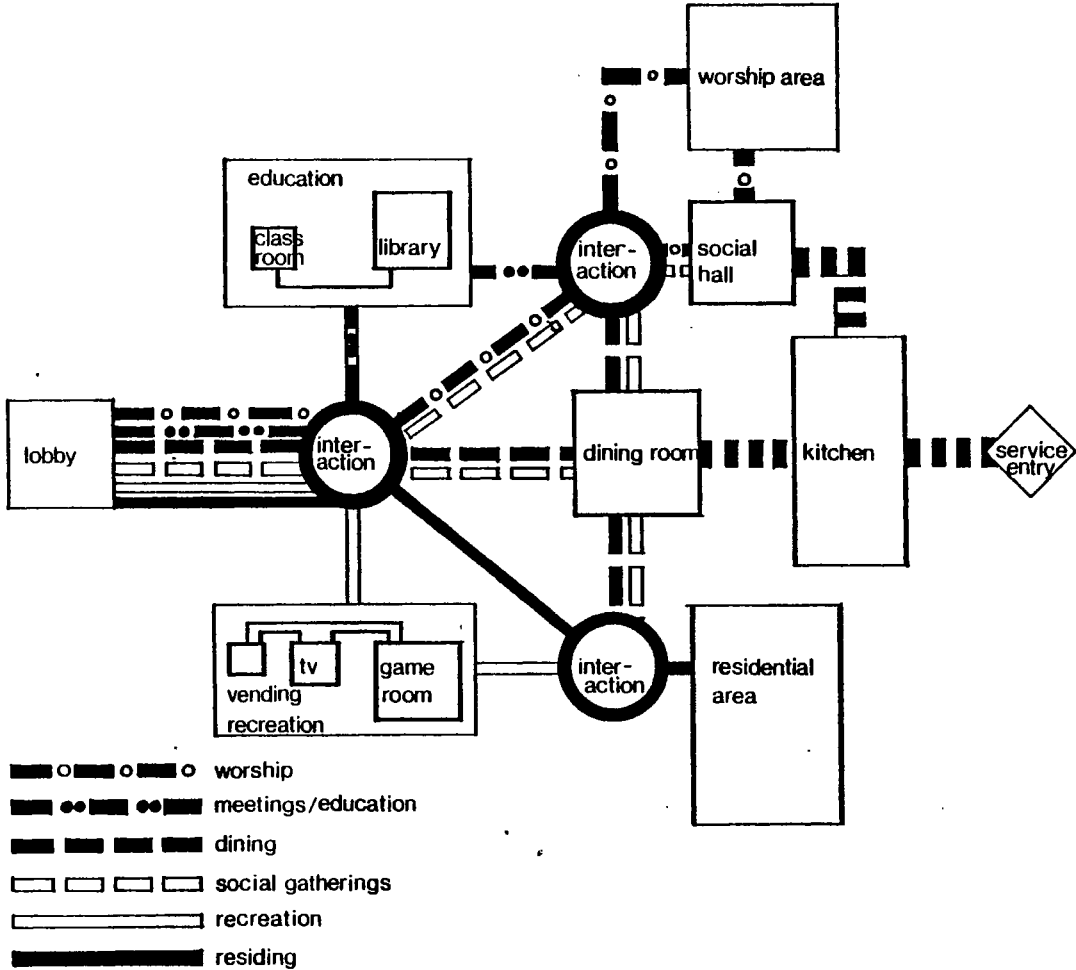 worship area
education
class
room
library
inter-
action
social
hall
lobby
inter-
action
dining room
kitchen
service
entry
tv
game
room
vending
recreation
inter-
action
residential
area
worship
meetings/education
dining
social gatherings
recreation
residing